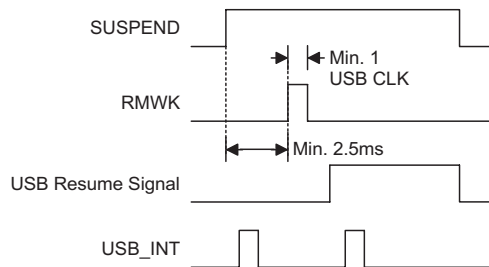 SUSPEND
Min. 1
USB CLK
RMWK
Min. 2.5ms
USB Resume Signal
USB_INT